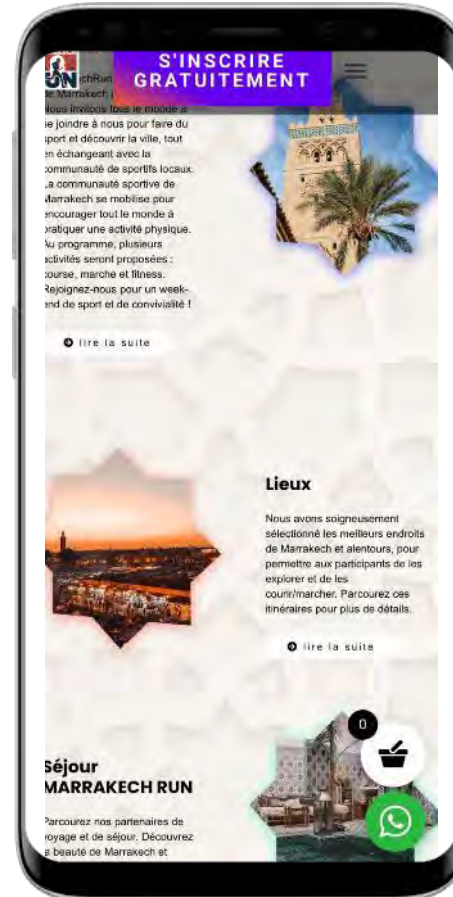 UN
S'INSCRIRE
GRATUITEMENT
chRun
de Marrakech
Nous invitons tous le monde à
se joindre à nous pour faire du
sport et découvrir la ville, tout
en échangeant avec la
communauté de sportifs locaux.
La communauté sportive de
Marrakech se mobilise pour
encourager tout le monde à
pratiquer une activité physique.
Au programme, plusieurs
activités seront proposées :
course, marche et fitness.
Rejoignez-nous pour un week-
end de sport et de convivialité !
lire la suite
Lieux
Nous avons soigneusement
sélectionné les meilleurs endroits
de Marrakech et alentours, pour
permettre aux participants de les
explorer et de les
courir/marcher. Parcourez ces
itinéraires pour plus de détails.
lire la suite
0
Séjour
MARRAKECH RUN
Parcourez nos partenaires de
voyage et de séjour. Découvrez
la beauté de Marrakech et